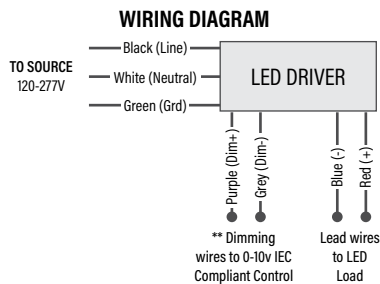 WIRING DIAGRAM
Black (Line)
TO SOURCE
120-277V
White (Neutral)
Green (Grd)
LED DRIVER
Purple (Dim+)
Grey (Dim-)
Blue (-)
Red (+)
** Dimming
wires to 0-10v IEC
Compliant Control
Lead wires
to LED
Load